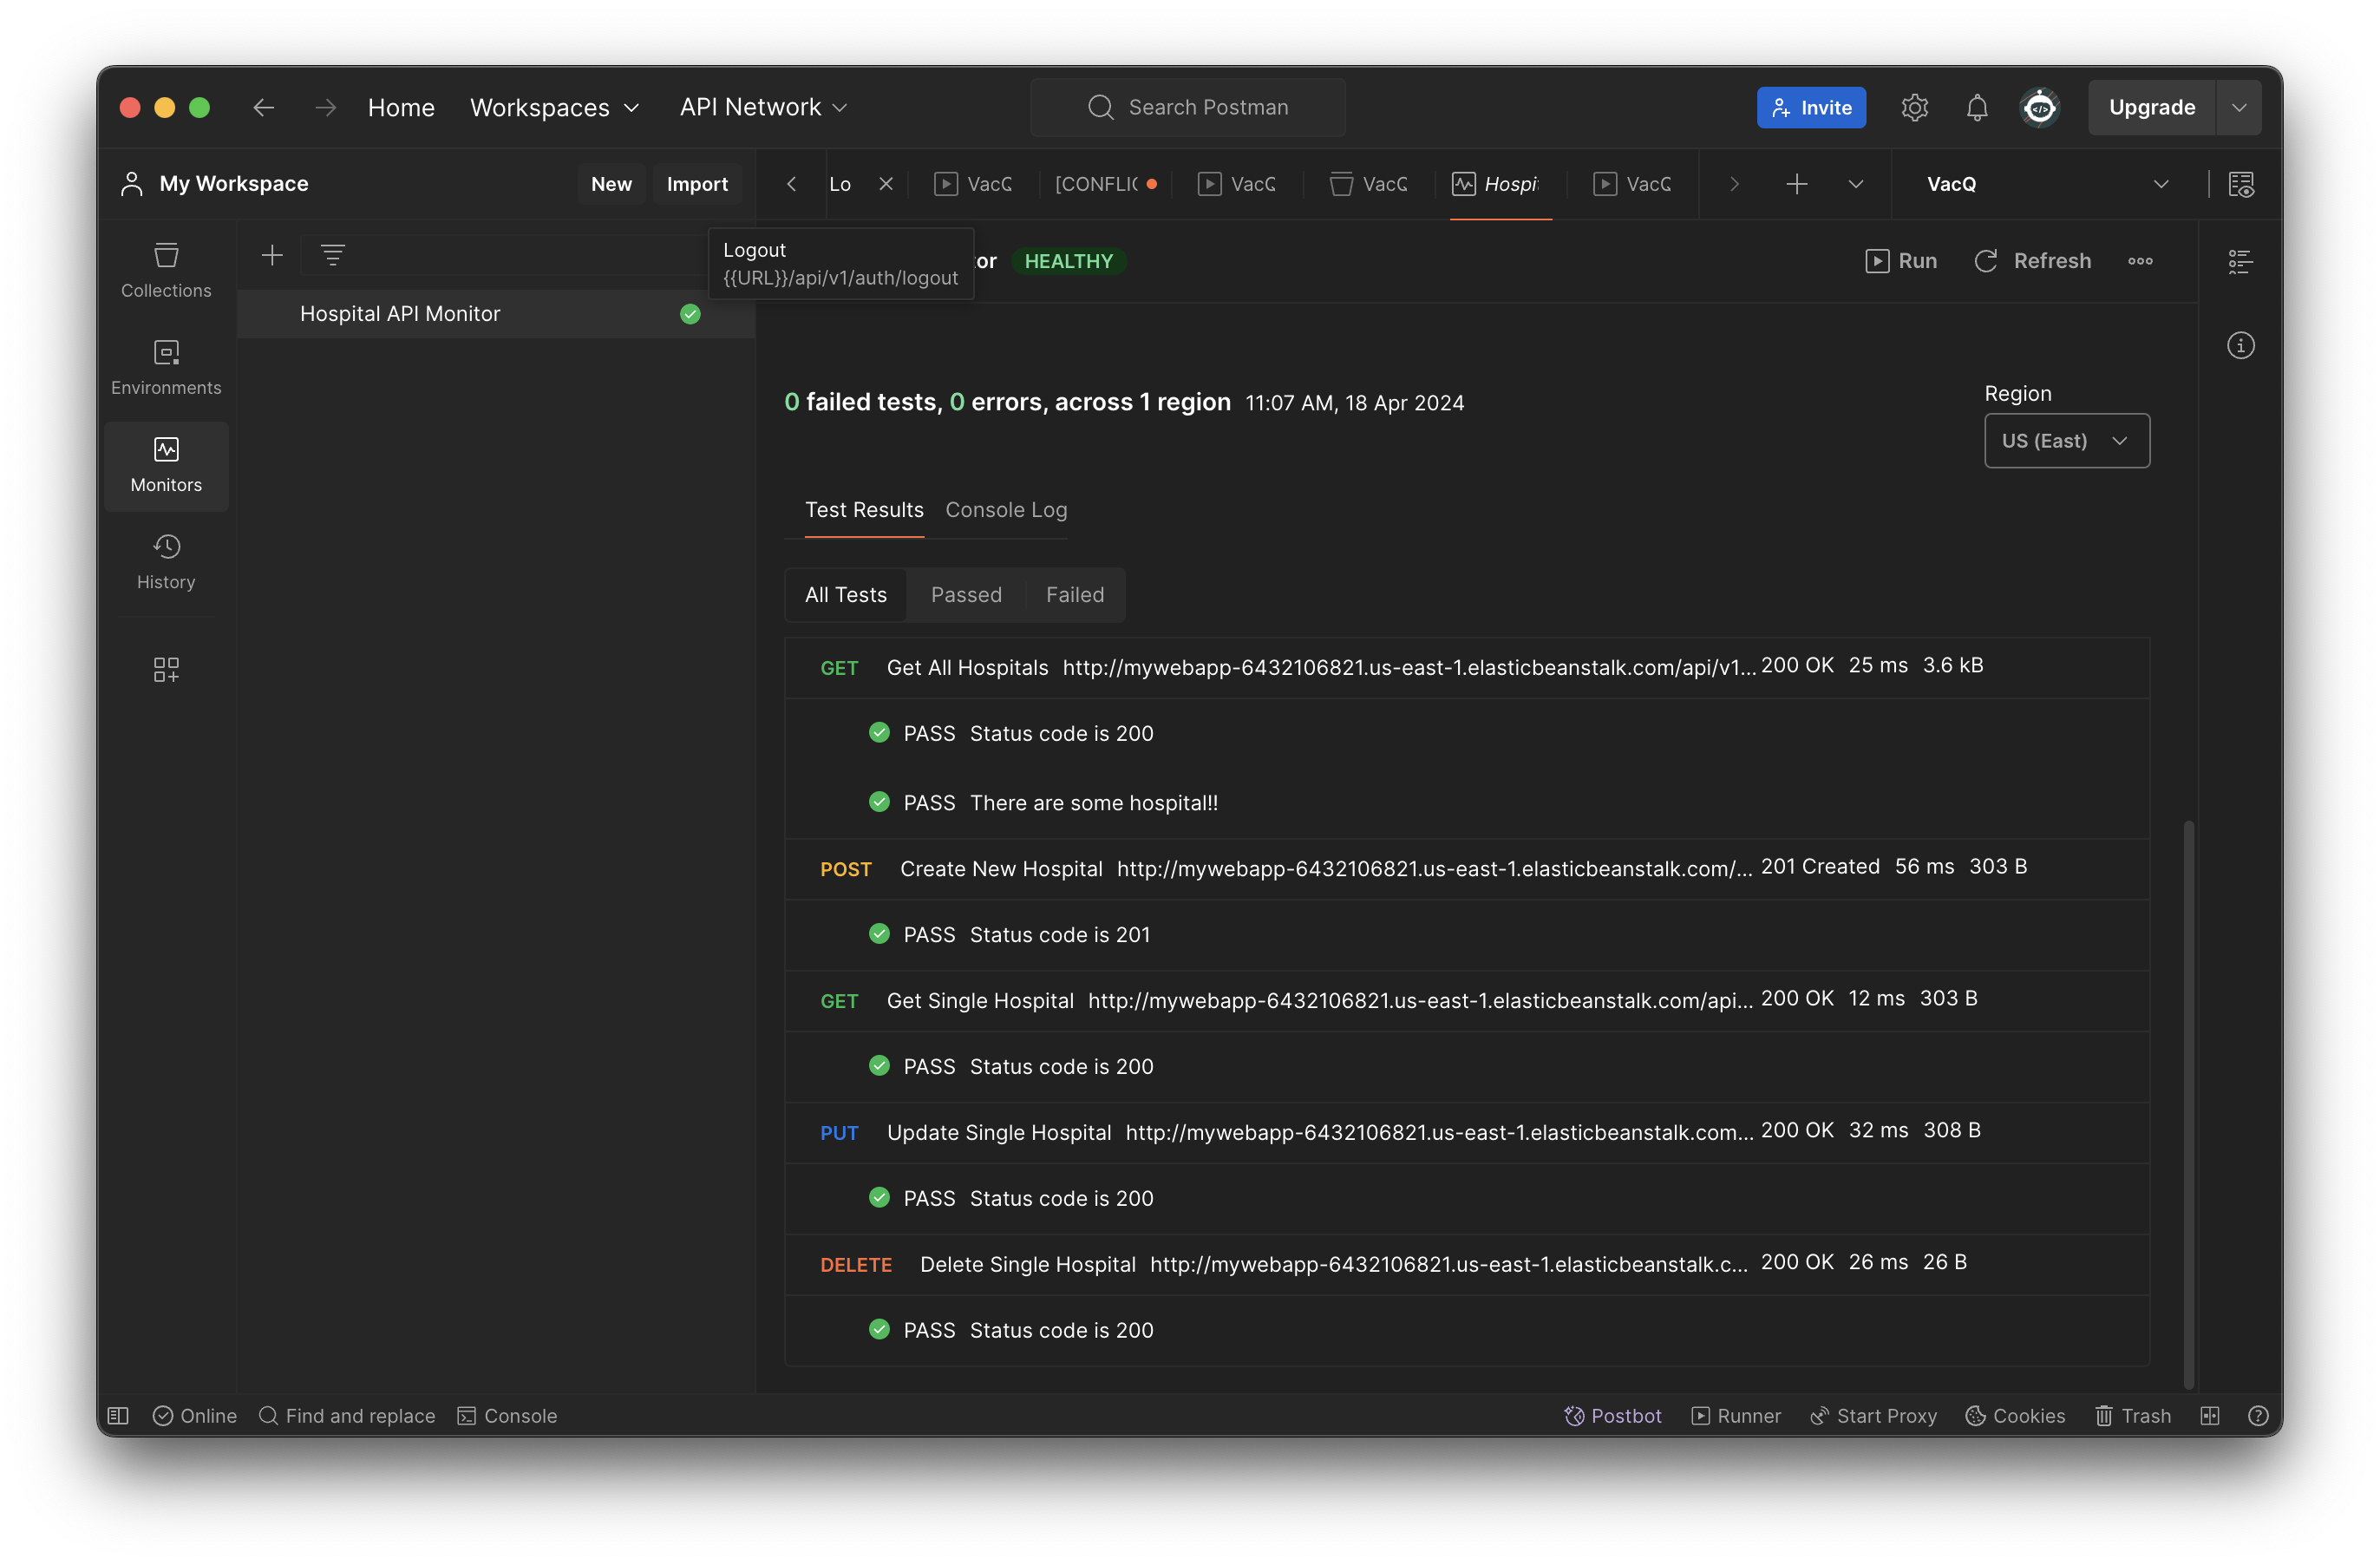 Home Workspaces API Network Search Postman Invite Upgrade
My Workspace New Import Lo VacQ [CONFLIC VacQ VacQ Hospi VacQ VacQ
Logout
{{URL}}/api/v1/auth/logout
or HEALTHY Run Refresh
Collections
Environments
Monitors
History
Hospital API Monitor
0 failed tests, 0 errors, across 1 region 11:07 AM, 18 Apr 2024
Region
US (East)
Test Results Console Log
All Tests Passed Failed
GET Get All Hospitals http://mywebapp-6432106821.us-east-1.elasticbeanstalk.com/api/v1... 200 OK 25 ms 3.6 kB
PASS Status code is 200
PASS There are some hospital!!
POST Create New Hospital http://mywebapp-6432106821.us-east-1.elasticbeanstalk.com/... 201 Created 56 ms 303 B
PASS Status code is 201
GET Get Single Hospital http://mywebapp-6432106821.us-east-1.elasticbeanstalk.com/api... 200 OK 12 ms 303 B
PASS Status code is 200
PUT Update Single Hospital http://mywebapp-6432106821.us-east-1.elasticbeanstalk.com... 200 OK 32 ms 308 B
PASS Status code is 200
DELETE Delete Single Hospital http://mywebapp-6432106821.us-east-1.elasticbeanstalk.c... 200 OK 26 ms 26 B
PASS Status code is 200
Online Find and replace Console Postbot Runner Start Proxy Cookies Trash